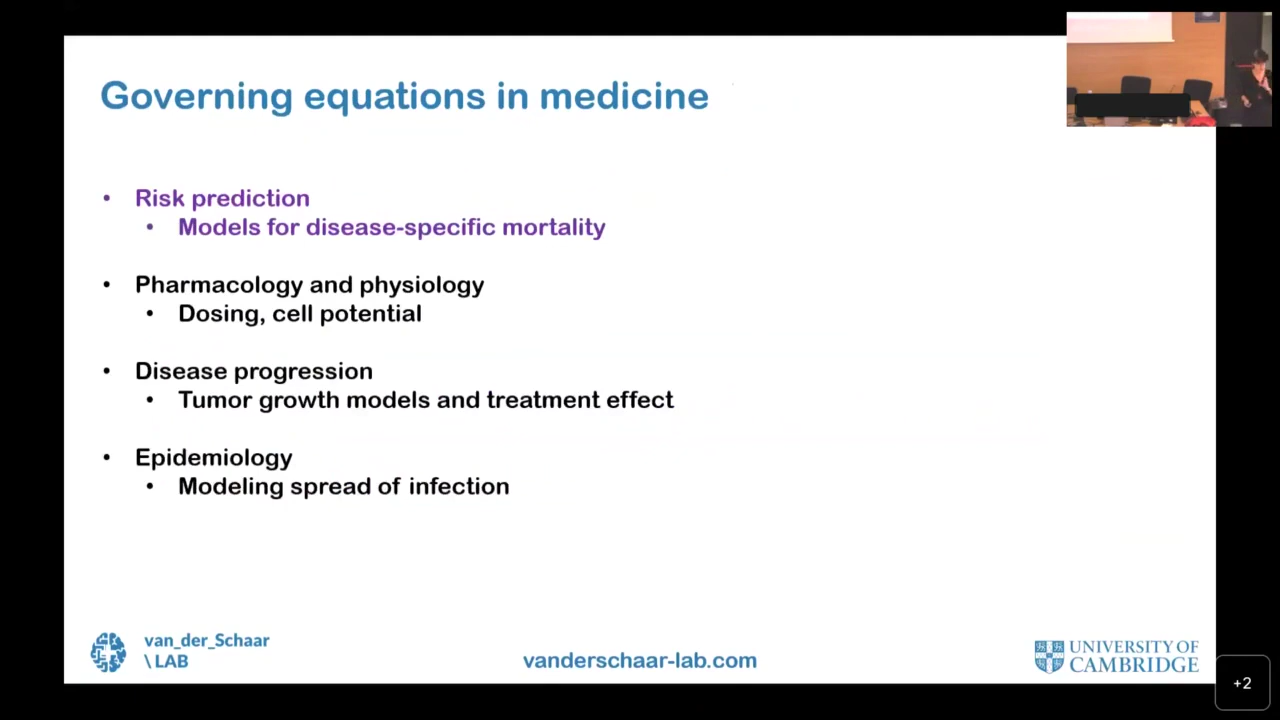 Governing equations in medicine
• Risk prediction
• Models for disease-specific mortality
• Pharmacology and physiology
• Dosing, cell potential
• Disease progression
• Tumor growth models and treatment effect
• Epidemiology
• Modeling spread of infection
van_der_Schaar
\ LAB
vanderschaar-lab.com
UNIVERSITY OF
CAMBRIDGE
+2